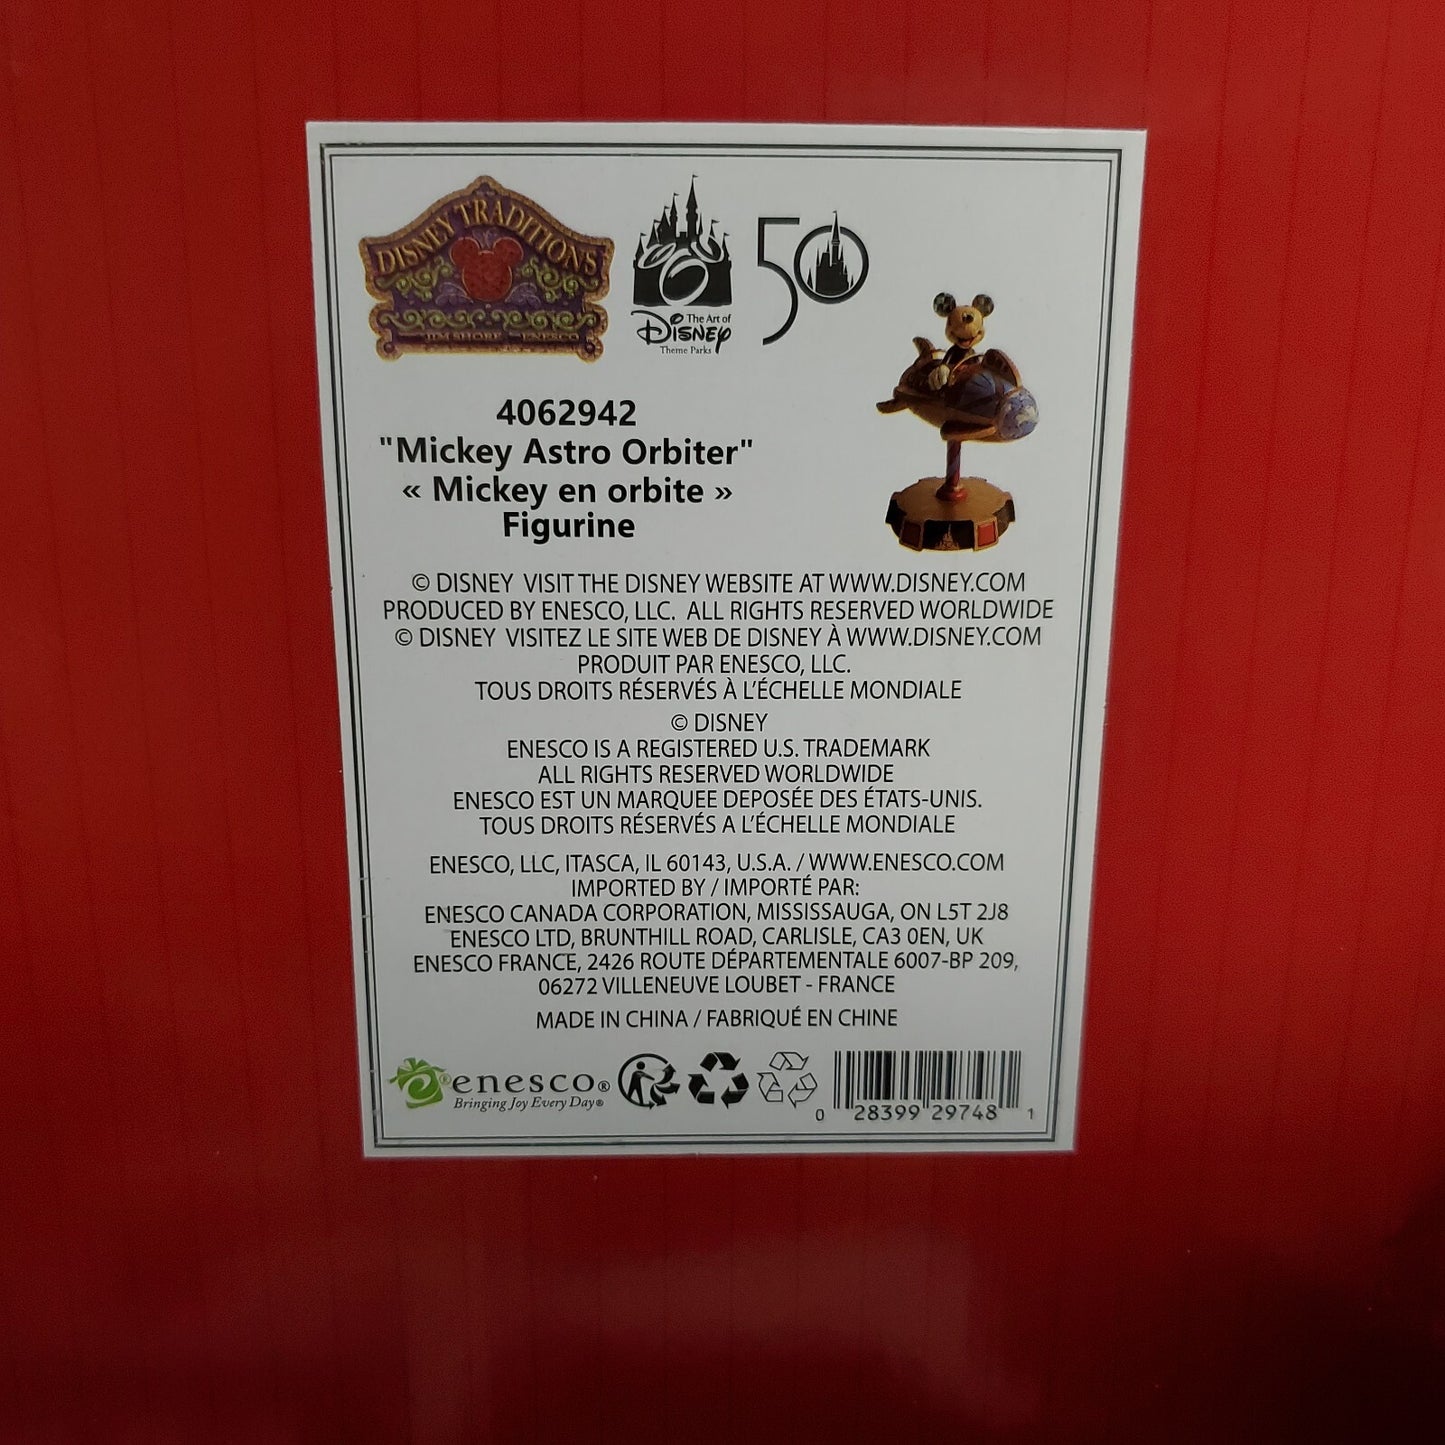 DISNEY TRADITIONS
JIM SHORE ENESCO
The Art of
DISNEY
Theme Parks
50
4062942
"Mickey Astro Orbiter"
« Mickey en orbite »
Figurine
© DISNEY VISIT THE DISNEY WEBSITE AT WWW.DISNEY.COM
PRODUCED BY ENESCO, LLC. ALL RIGHTS RESERVED WORLDWIDE
© DISNEY VISITEZ LE SITE WEB DE DISNEY À WWW.DISNEY.COM
PRODUIT PAR ENESCO, LLC.
TOUS DROITS RÉSERVÉS À L'ÉCHELLE MONDIALE
© DISNEY
ENESCO IS A REGISTERED U.S. TRADEMARK
ALL RIGHTS RESERVED WORLDWIDE
ENESCO EST UN MARQUEE DEPOSÉE DES ÉTATS-UNIS.
TOUS DROITS RÉSERVÉS A L'ÉCHELLE MONDIALE
ENESCO, LLC, ITASCA, IL 60143, U.S.A. / WWW.ENESCO.COM
IMPORTED BY / IMPORTÉ PAR:
ENESCO CANADA CORPORATION, MISSISSAUGA, ON L5T 2J8
ENESCO LTD, BRUNTHILL ROAD, CARLISLE, CA3 0EN, UK
ENESCO FRANCE, 2426 ROUTE DÉPARTEMENTALE 6007-BP 209,
06272 VILLENEUVE LOUBET - FRANCE
MADE IN CHINA / FABRIQUÉ EN CHINE
® enesco®
Bringing Joy Every Day®
0 28399 29748 1